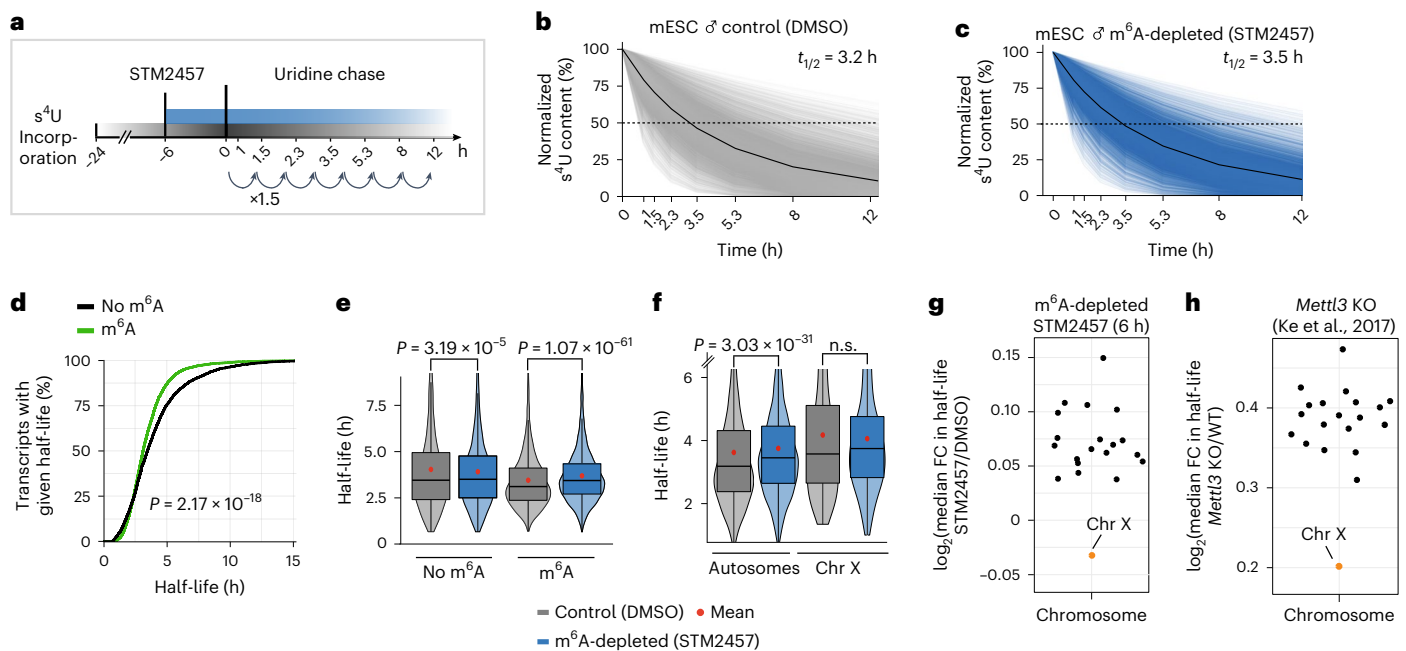 a
STM2457
Uridine chase
s⁴U
Incorp-
oration
−24 −6 0 1 1.5 2.3 3.5 5.3 8 12 h
×1.5
b
mESC ♂ control (DMSO)
t1/2 = 3.2 h
Normalized
s⁴U content (%)
100
75
50
25
0
0 1 1.5 2.3 3.5 5.3 8 12
Time (h)
c
mESC ♂ m⁶A-depleted (STM2457)
t1/2 = 3.5 h
Normalized
s⁴U content (%)
100
75
50
25
0
0 1 1.5 2.3 3.5 5.3 8 12
Time (h)
d
No m⁶A
m⁶A
Transcripts with
given half-life (%)
100
75
50
25
0
P = 2.17 × 10⁻¹⁸
0 5 10 15
Half-life (h)
e
P = 3.19 × 10⁻⁵ P = 1.07 × 10⁻⁶¹
Half-life (h)
7.5
5.0
2.5
0
No m⁶A m⁶A
f
P = 3.03 × 10⁻³¹ n.s.
Half-life (h)
6
4
2
Autosomes Chr X
Control (DMSO) Mean
m⁶A-depleted (STM2457)
g
m⁶A-depleted
STM2457 (6 h)
log₂(median FC in half-life
STM2457/DMSO)
0.15
0.10
0.05
0
−0.05
Chr X
Chromosome
h
Mettl3 KO
(Ke et al., 2017)
log₂(median FC in half-life
Mettl3 KO/WT)
0.4
0.3
0.2
Chr X
Chromosome